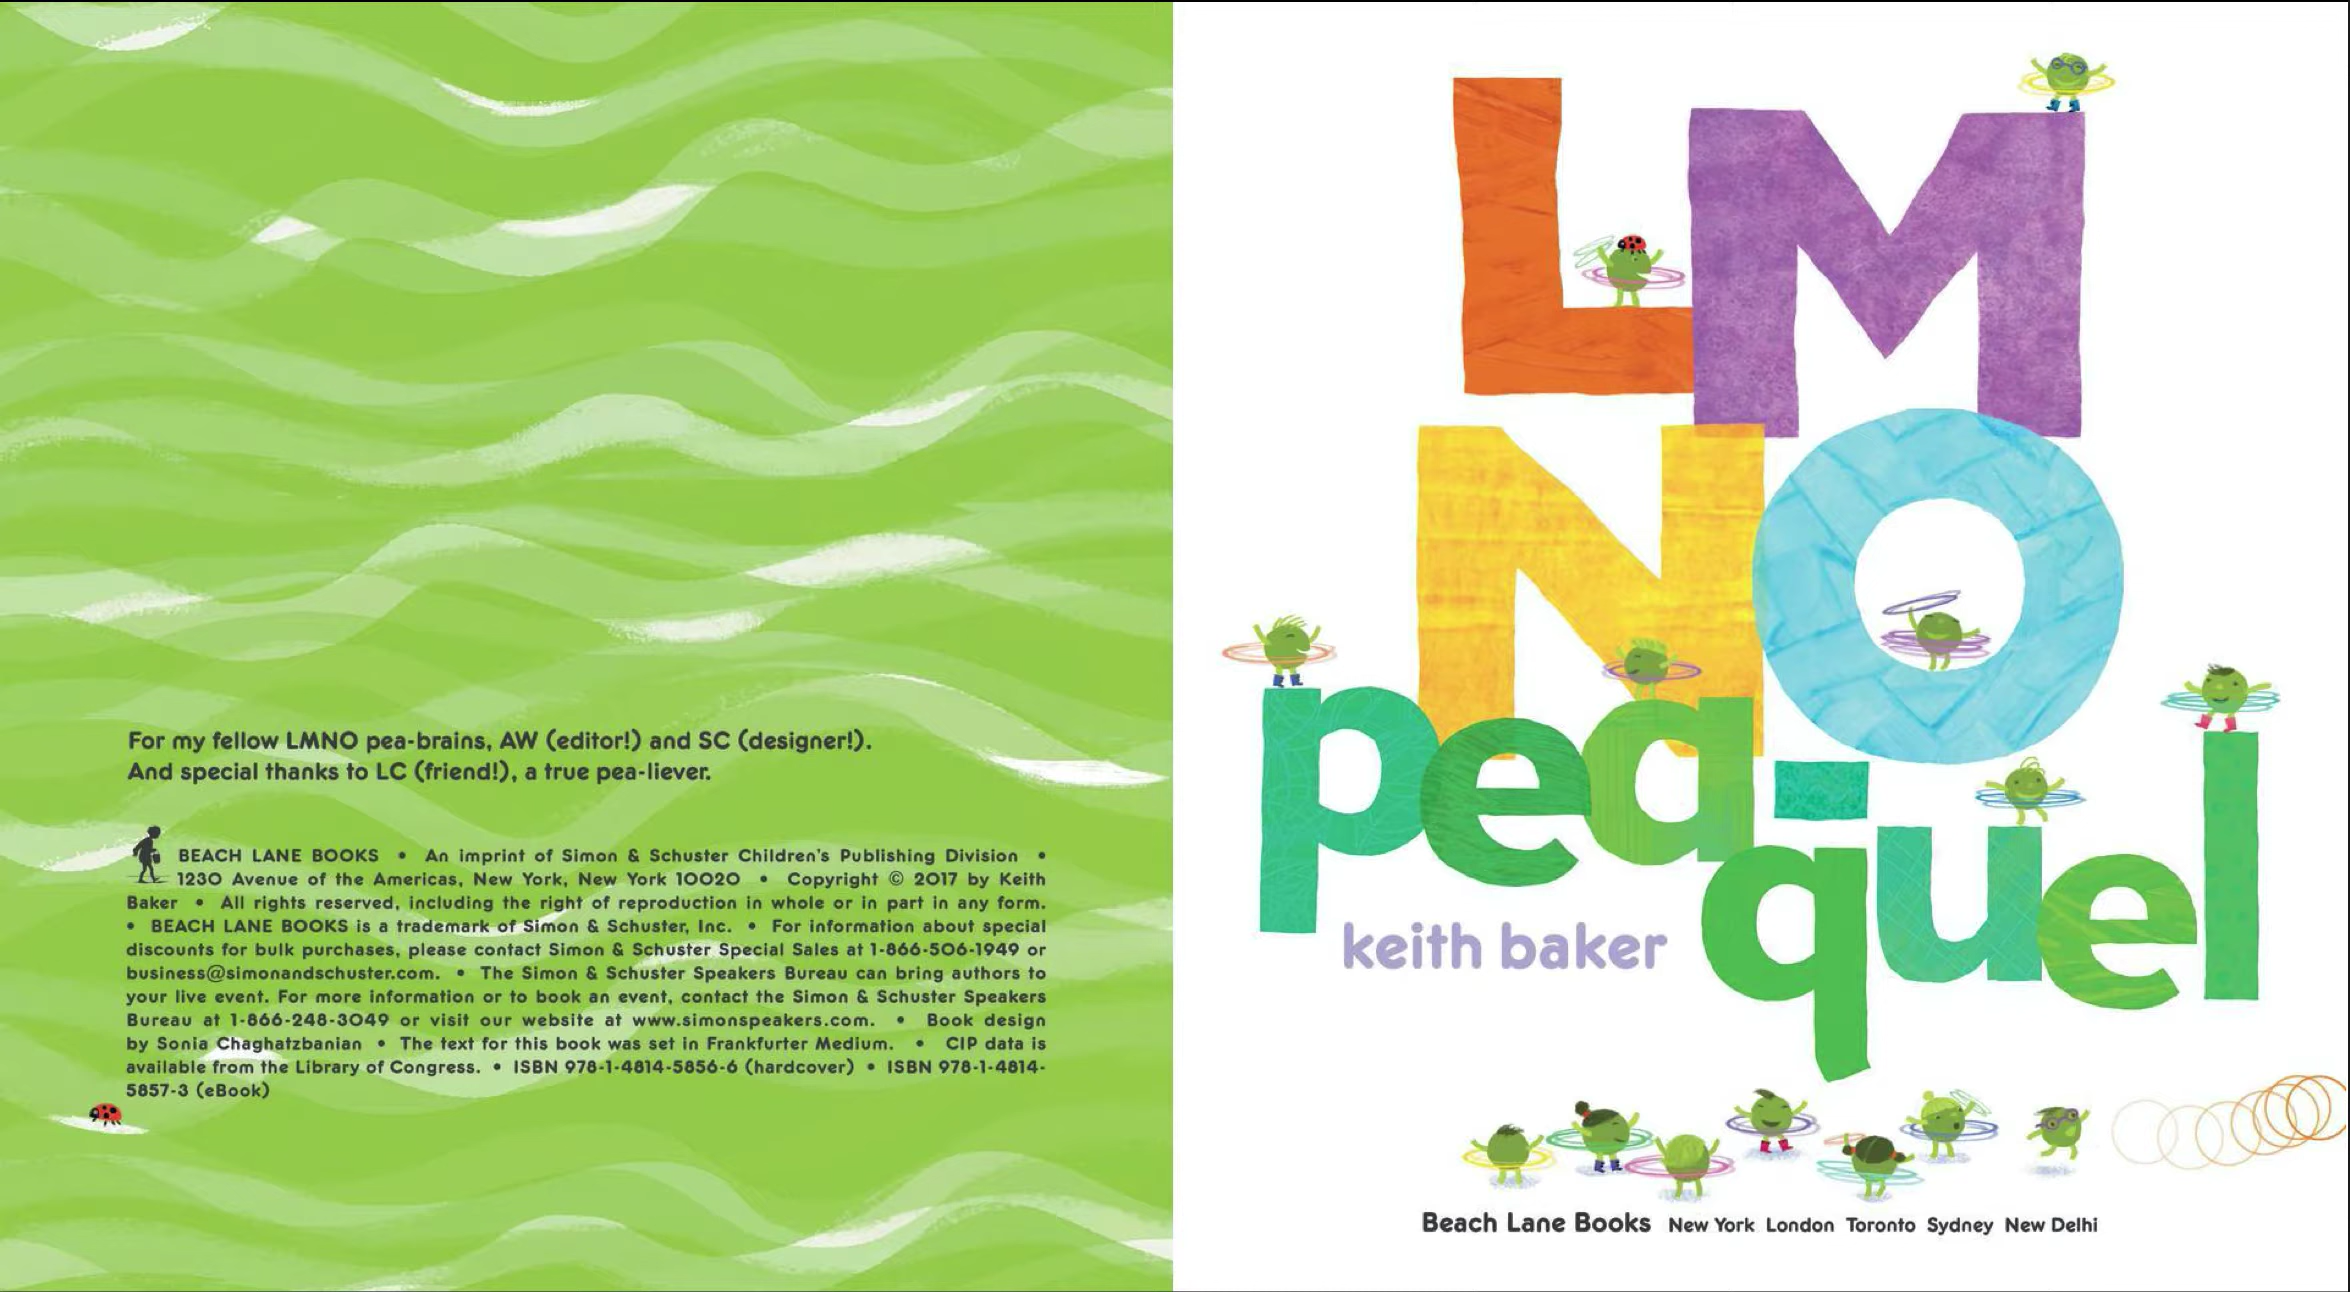 For my fellow LMNO pea-brains, AW (editor!) and SC (designer!).
And special thanks to LC (friend!), a true pea-liever.
BEACH LANE BOOKS • An imprint of Simon & Schuster Children's Publishing Division •
1230 Avenue of the Americas, New York, New York 10020 • Copyright © 2017 by Keith
Baker • All rights reserved, including the right of reproduction in whole or in part in any form.
• BEACH LANE BOOKS is a trademark of Simon & Schuster, Inc. • For information about special
discounts for bulk purchases, please contact Simon & Schuster Special Sales at 1-866-506-1949 or
business@simonandschuster.com. • The Simon & Schuster Speakers Bureau can bring authors to
your live event. For more information or to book an event, contact the Simon & Schuster Speakers
Bureau at 1-866-248-3049 or visit our website at www.simonspeakers.com. • Book design
by Sonia Chaghatzbanian • The text for this book was set in Frankfurter Medium. • CIP data is
available from the Library of Congress. • ISBN 978-1-4814-5856-6 (hardcover) • ISBN 978-1-4814-
5857-3 (eBook)
LM
NO
pea-
quel
keith baker
Beach Lane Books New York London Toronto Sydney New Delhi